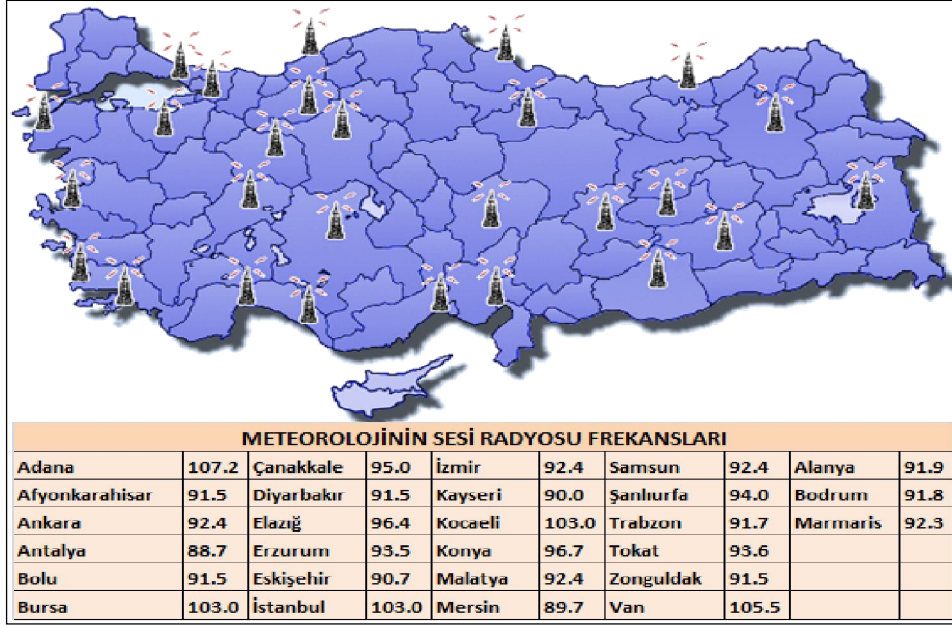 METEOROLOJİNİN SESİ RADYOSU FREKANSLARI
Adana 107.2 Çanakkale 95.0 İzmir 92.4 Samsun 92.4 Alanya 91.9
Afyonkarahisar 91.5 Diyarbakır 91.5 Kayseri 90.0 Şanlıurfa 94.0 Bodrum 91.8
Ankara 92.4 Elazığ 96.4 Kocaeli 103.0 Trabzon 91.7 Marmaris 92.3
Antalya 88.7 Erzurum 93.5 Konya 96.7 Tokat 93.6
Bolu 91.5 Eskişehir 90.7 Malatya 92.4 Zonguldak 91.5
Bursa 103.0 İstanbul 103.0 Mersin 89.7 Van 105.5